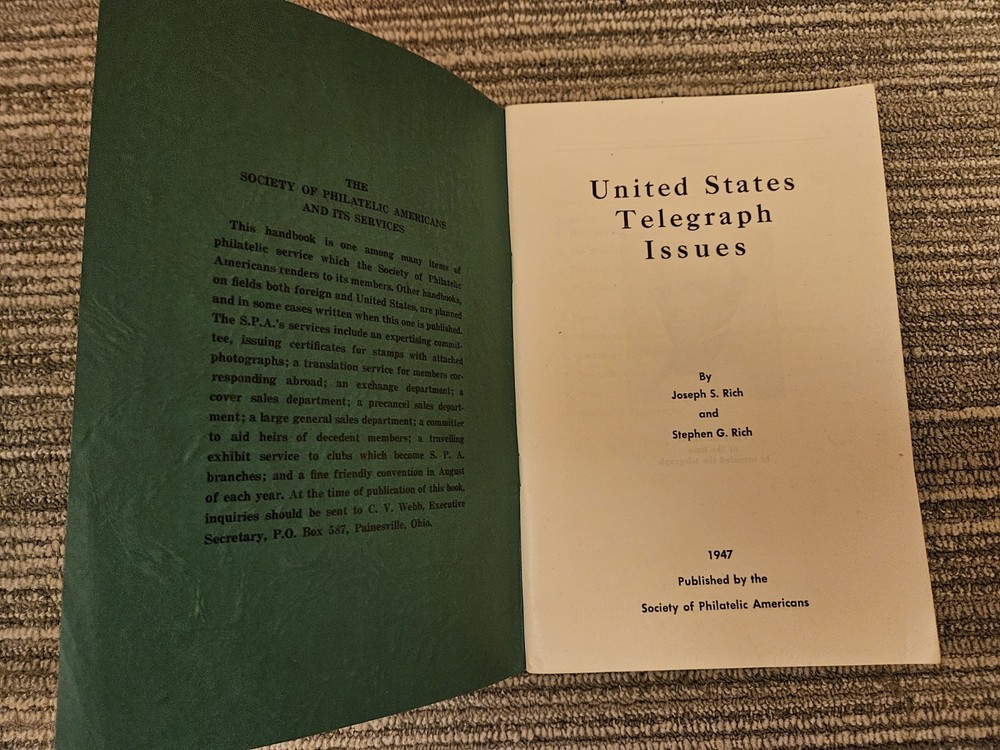 THE
SOCIETY OF PHILATELIC AMERICANS
AND ITS SERVICES
This handbook is one among many items of
philatelic service which the Society of Philatelic
Americans renders to its members. Other handbooks,
on fields both foreign and United States, are planned
and in some cases written when this one is published.
The S.P.A.'s services include an expertising commit-
tee, issuing certificates for stamps with attached
photographs; a translation service for members cor-
responding abroad; an exchange department; a
cover sales department; a precancel sales depart-
ment; a large general sales department; a committee
to aid heirs of decedent members; a travelling
exhibit service to clubs which become S. P. A.
branches; and a fine friendly convention in August
of each year. At the time of publication of this book,
inquiries should be sent to C. V. Webb, Executive
Secretary, P.O. Box 587, Painesville, Ohio.
United States
Telegraph
Issues
By
Joseph S. Rich
and
Stephen G. Rich
1947
Published by the
Society of Philatelic Americans